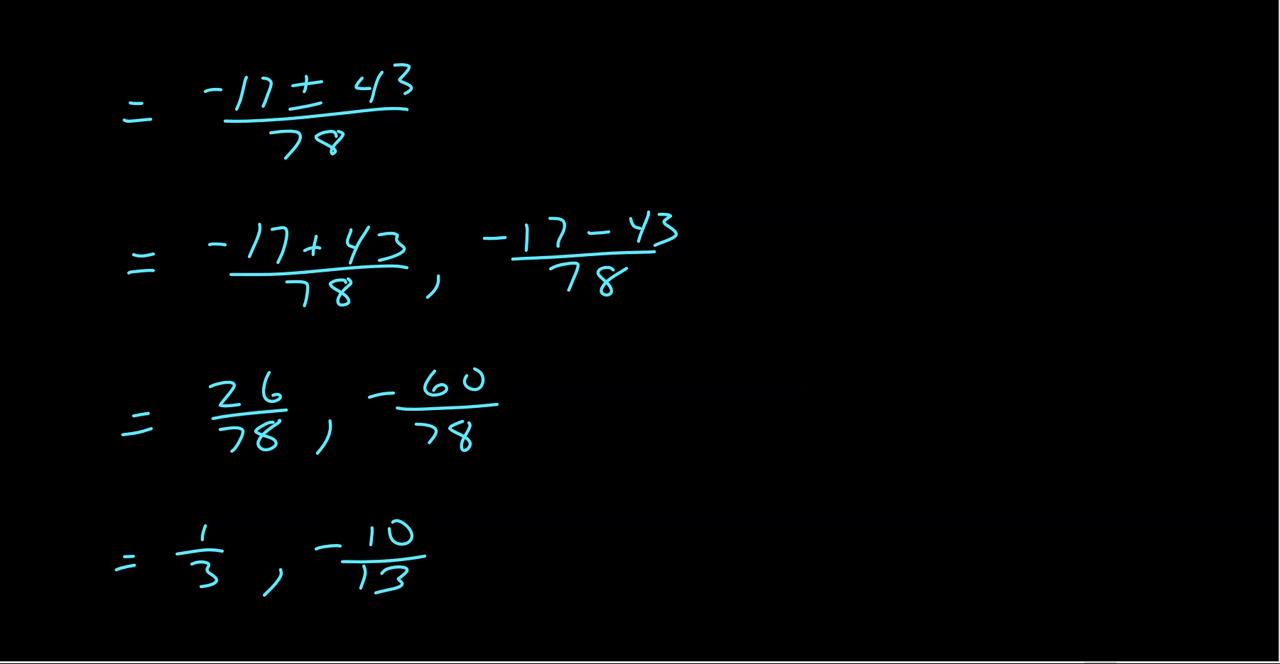 = (-17 ± 43)/78
= (-17 + 43)/78 , (-17 - 43)/78
= 26/78 , -60/78
= 1/3 , -10/13